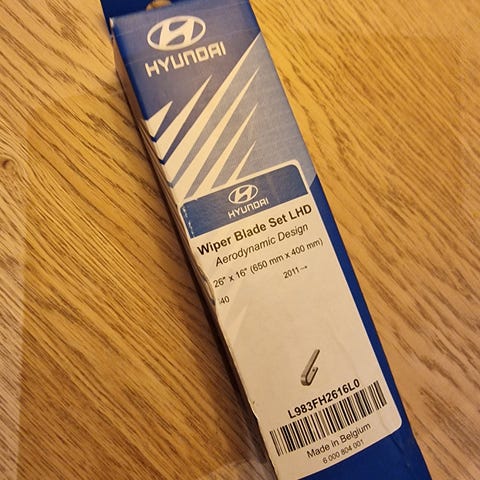 HYUNDAI
HYUNDAI
Wiper Blade Set LHD
Aerodynamic Design
26" x 16" (650 mm x 400 mm)
i40 2011→
L983FH2616L0
Made in Belgium
6 000 804 001